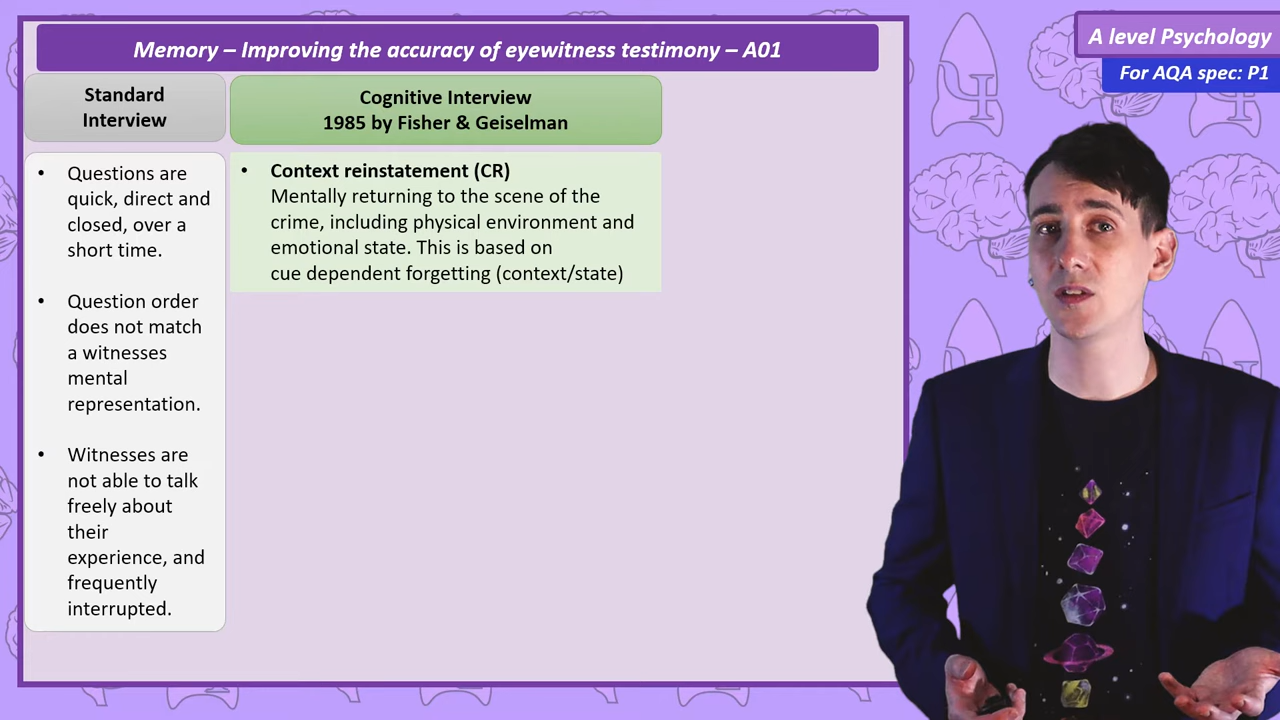 Memory – Improving the accuracy of eyewitness testimony – A01
A level Psychology
For AQA spec: P1
Standard
Interview
Cognitive Interview
1985 by Fisher & Geiselman
• Questions are
quick, direct and
closed, over a
short time.
• Question order
does not match
a witnesses
mental
representation.
• Witnesses are
not able to talk
freely about
their
experience, and
frequently
interrupted.
• Context reinstatement (CR)
Mentally returning to the scene of the
crime, including physical environment and
emotional state. This is based on
cue dependent forgetting (context/state)